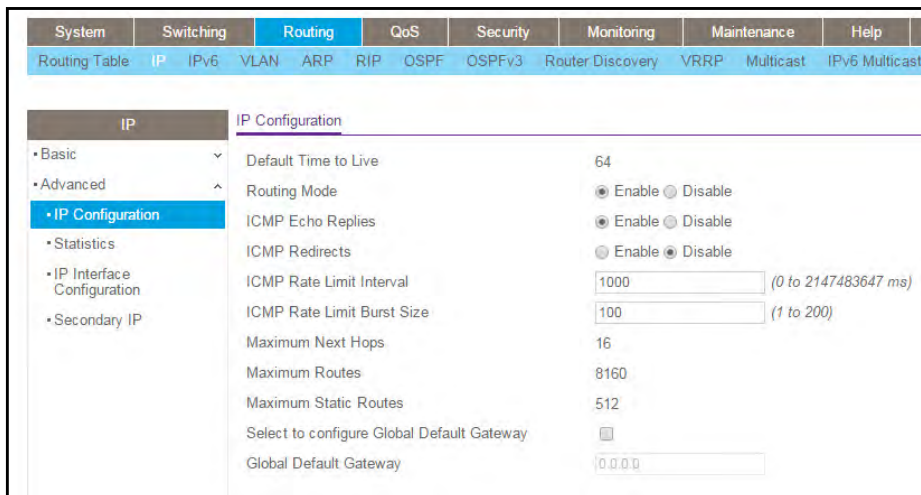 System Switching Routing QoS Security Monitoring Maintenance Help
Routing Table IP IPv6 VLAN ARP RIP OSPF OSPFv3 Router Discovery VRRP Multicast IPv6 Multicast
IP
IP Configuration
• Basic
• Advanced
• IP Configuration
• Statistics
• IP Interface
Configuration
• Secondary IP
Default Time to Live 64
Routing Mode Enable Disable
ICMP Echo Replies Enable Disable
ICMP Redirects Enable Disable
ICMP Rate Limit Interval 1000 (0 to 2147483647 ms)
ICMP Rate Limit Burst Size 100 (1 to 200)
Maximum Next Hops 16
Maximum Routes 8160
Maximum Static Routes 512
Select to configure Global Default Gateway
Global Default Gateway 0.0.0.0